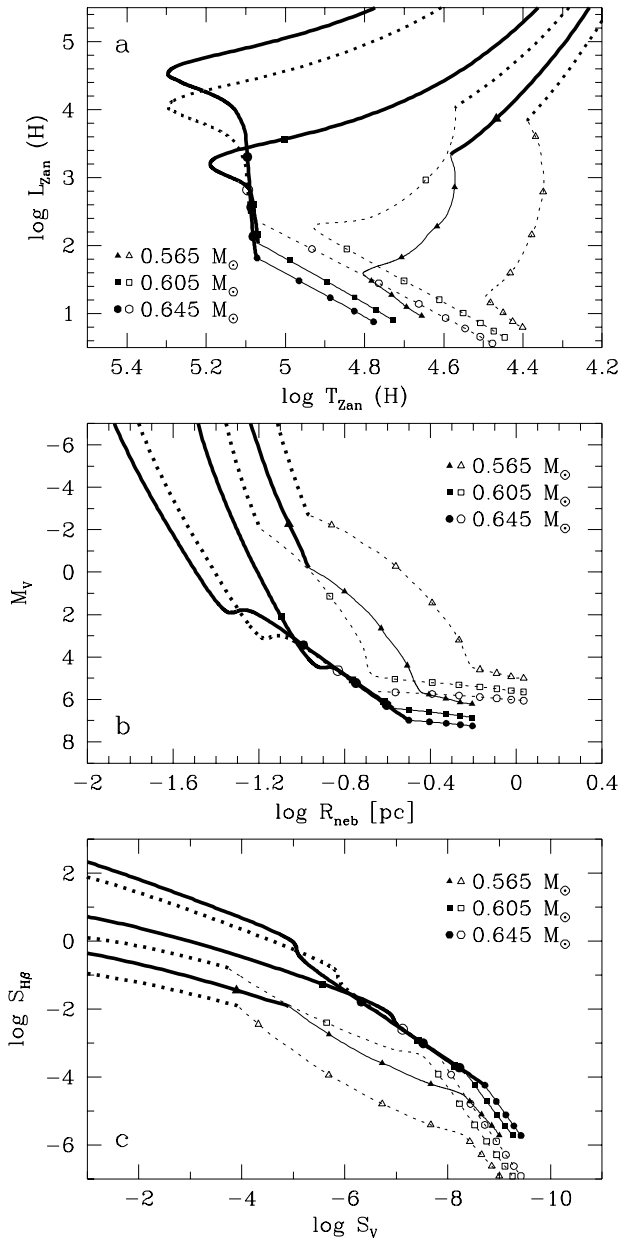 a
5
4
3
2
1
log L_Zan (H)
▲ △ 0.565 M_⊙
■ □ 0.605 M_⊙
● ○ 0.645 M_⊙
5.4 5.2 5 4.8 4.6 4.4 4.2
log T_Zan (H)
-6
-4
-2
0
2
4
6
8
M_V
▲ △ 0.565 M_⊙
■ □ 0.605 M_⊙
● ○ 0.645 M_⊙
b
-2 -1.6 -1.2 -0.8 -0.4 0 0.4
log R_neb [pc]
2
0
-2
-4
-6
log S_Hβ
▲ △ 0.565 M_⊙
■ □ 0.605 M_⊙
● ○ 0.645 M_⊙
c
-2 -4 -6 -8 -10
log S_V